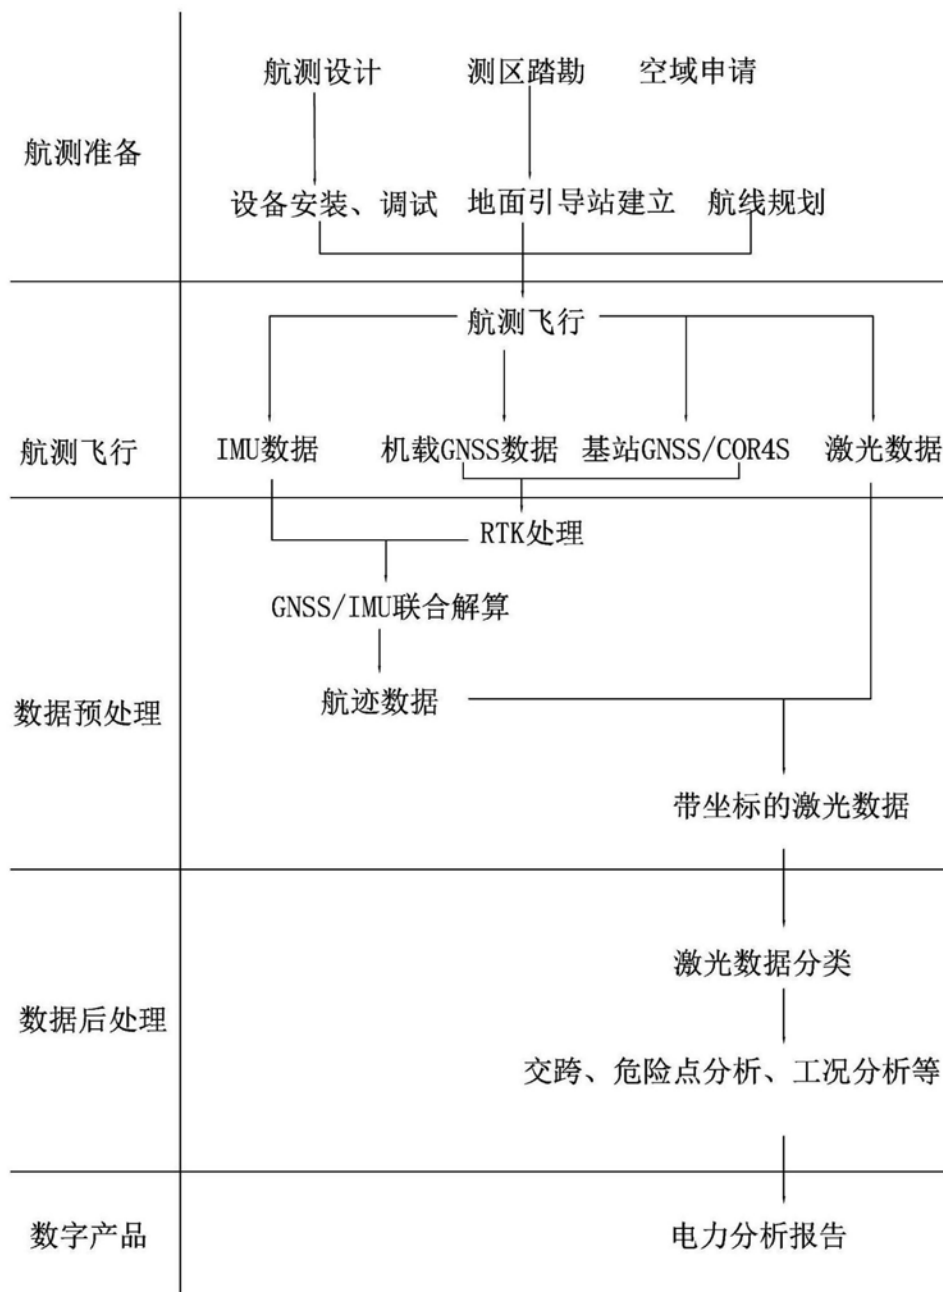 航测设计 测区踏勘 空域申请
航测准备
设备安装、调试 地面引导站建立 航线规划
航测飞行
航测飞行 IMU数据 机载GNSS数据 基站GNSS/COR4S 激光数据
RTK处理
GNSS/IMU联合解算
数据预处理 航迹数据
带坐标的激光数据
激光数据分类
数据后处理
交跨、危险点分析、工况分析等
数字产品 电力分析报告